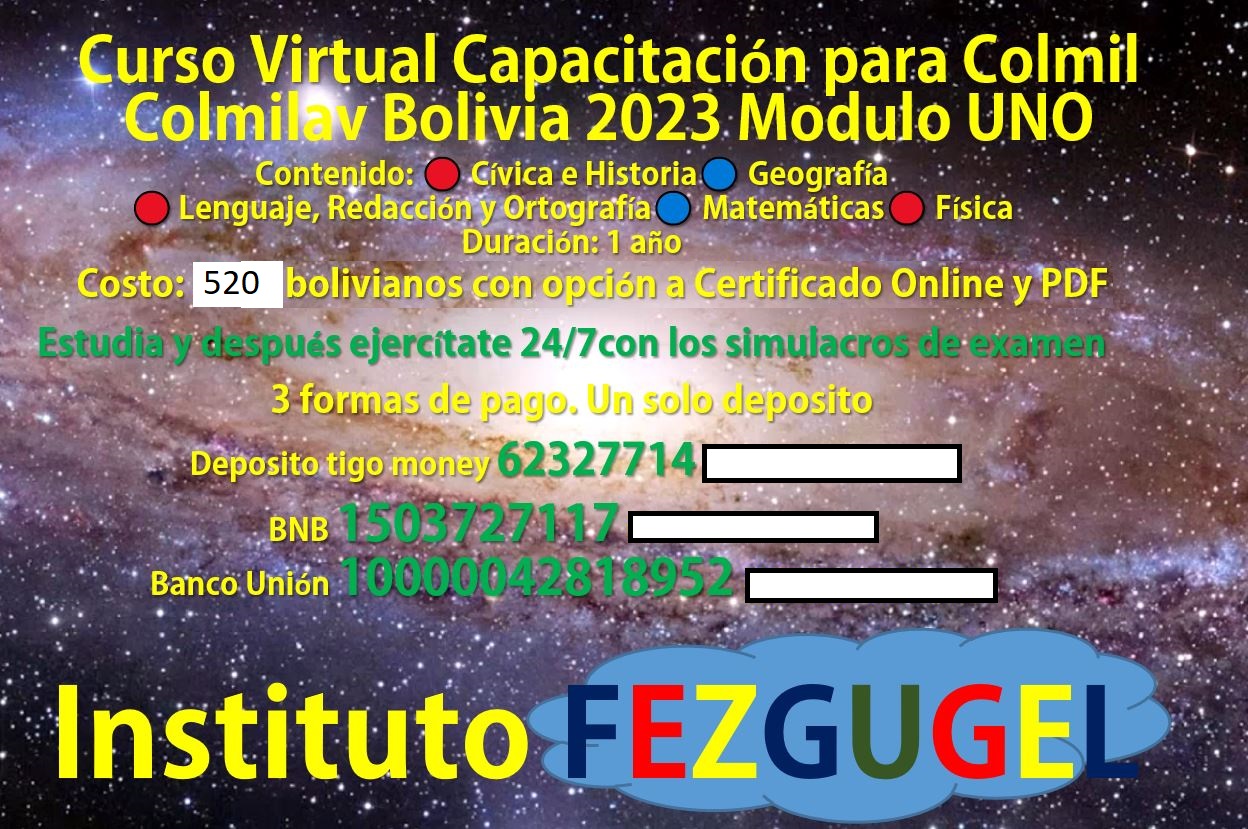 Curso Virtual Capacitación para Colmil
Colmilav Bolivia 2023 Modulo UNO
Contenido: Cívica e Historia Geografía
Lenguaje, Redacción y Ortografía Matemáticas Física
Duración: 1 año
Costo: 520 bolivianos con opción a Certificado Online y PDF
Estudia y después ejercítate 24/7con los simulacros de examen
3 formas de pago. Un solo deposito
Deposito tigo money 62327714
BNB 1503727117
Banco Unión 10000042818952
Instituto FEZGUGEL